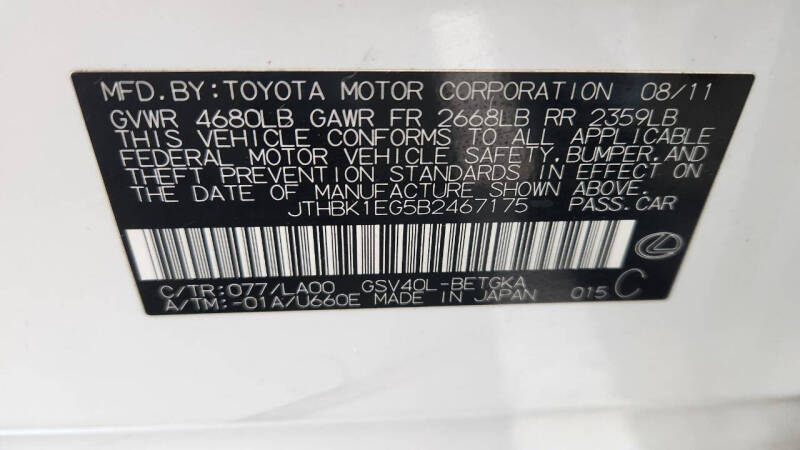 MFD.BY:TOYOTA MOTOR CORPORATION 08/11
GVWR 4680LB GAWR FR 2668LB RR 2359LB
THIS VEHICLE CONFORMS TO ALL APPLICABLE
FEDERAL MOTOR VEHICLE SAFETY,BUMPER,AND
THEFT PREVENTION STANDARDS IN EFFECT ON
THE DATE OF MANUFACTURE SHOWN ABOVE.
JTHBK1EG5B2467175 PASS.CAR
C/TR:077/LA00 GSV40L-BETGKA
A/TM:-01A/U660E MADE IN JAPAN 015 C